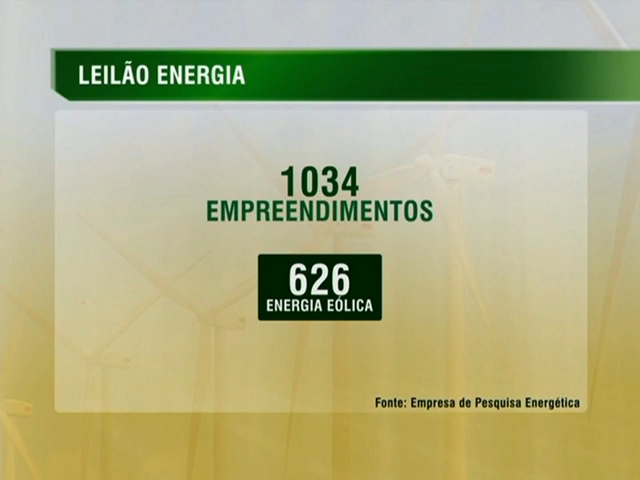 LEILÃO ENERGIA
1034
EMPREENDIMENTOS
626
ENERGIA EÓLICA
Fonte: Empresa de Pesquisa Energética